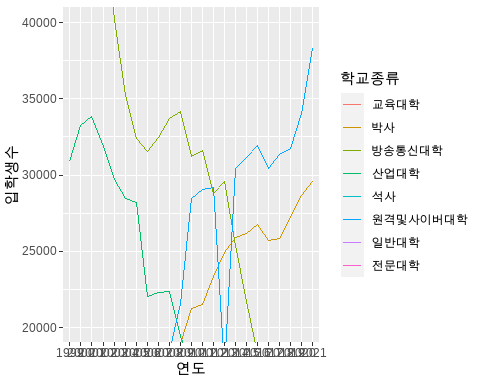 40000
35000
30000
25000
20000
입학생수
연도
학교종류
교육대학
박사
방송통신대학
산업대학
석사
원격및사이버대학
일반대학
전문대학